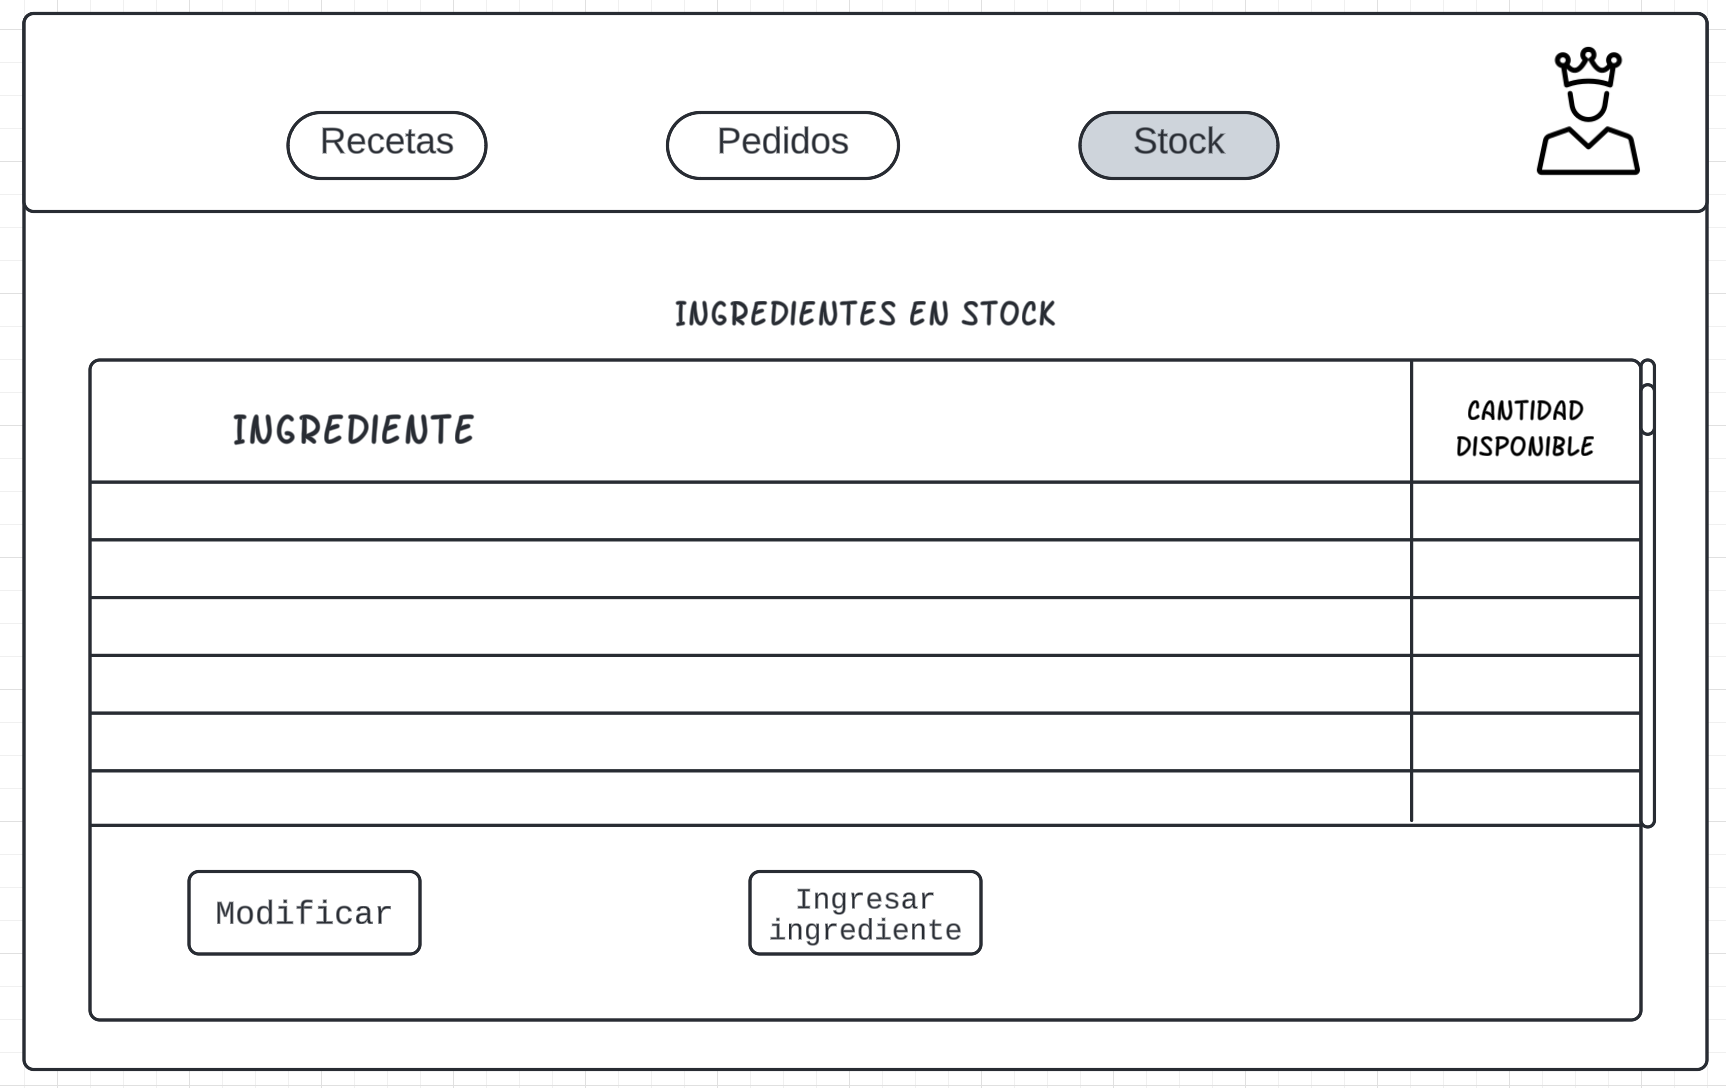 Recetas
Pedidos
Stock
INGREDIENTES EN STOCK
INGREDIENTE
CANTIDAD
DISPONIBLE
Modificar
Ingresar
ingrediente